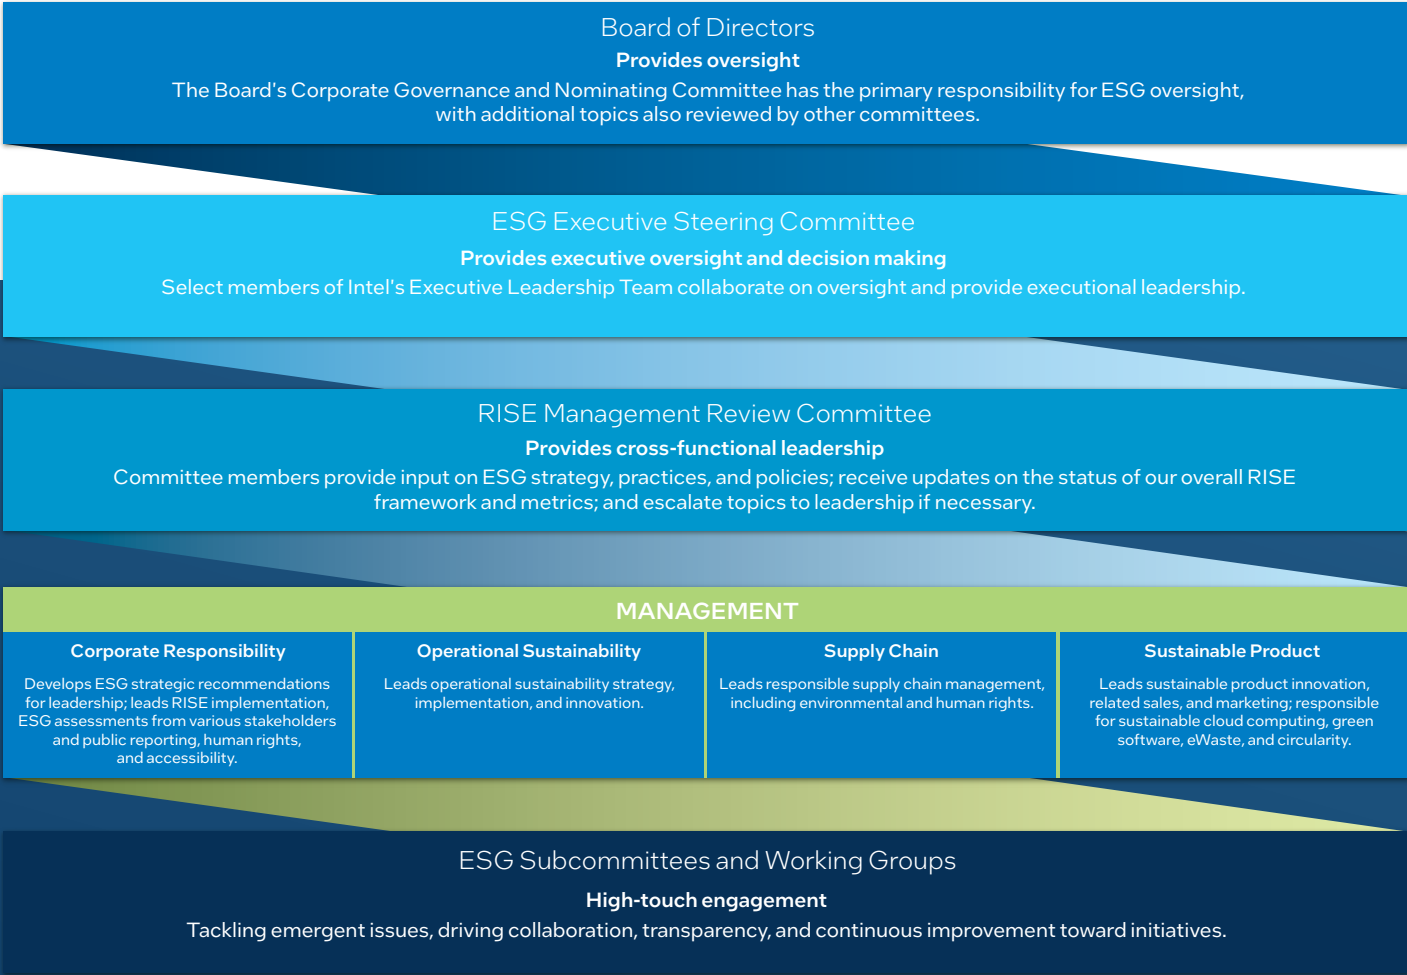 Board of Directors
Provides oversight
The Board's Corporate Governance and Nominating Committee has the primary responsibility for ESG oversight,
with additional topics also reviewed by other committees.
ESG Executive Steering Committee
Provides executive oversight and decision making
Select members of Intel's Executive Leadership Team collaborate on oversight and provide executional leadership.
RISE Management Review Committee
Provides cross-functional leadership
Committee members provide input on ESG strategy, practices, and policies; receive updates on the status of our overall RISE
framework and metrics; and escalate topics to leadership if necessary.
MANAGEMENT
Corporate Responsibility
Develops ESG strategic recommendations
for leadership; leads RISE implementation,
ESG assessments from various stakeholders
and public reporting, human rights,
and accessibility.
Operational Sustainability
Leads operational sustainability strategy,
implementation, and innovation.
Supply Chain
Leads responsible supply chain management,
including environmental and human rights.
Sustainable Product
Leads sustainable product innovation,
related sales, and marketing; responsible
for sustainable cloud computing, green
software, eWaste, and circularity.
ESG Subcommittees and Working Groups
High-touch engagement
Tackling emergent issues, driving collaboration, transparency, and continuous improvement toward initiatives.